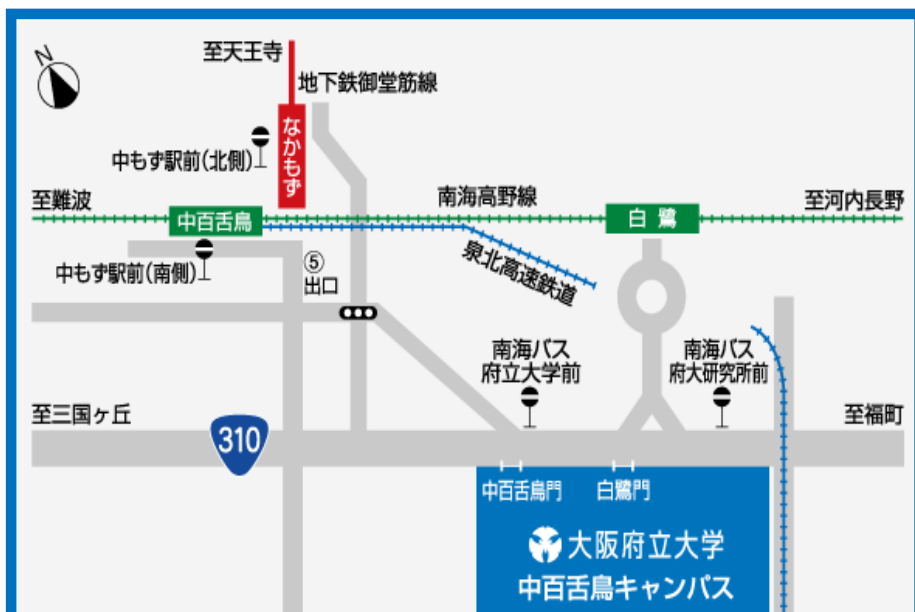 N
至天王寺
地下鉄御堂筋線
なかもず
中もず駅前(北側)
至難波
南海高野線
至河内長野
中百舌鳥
白鷺
中もず駅前(南側)
⑤
出口
泉北高速鉄道
南海バス
府立大学前
南海バス
府大研究所前
至三国ヶ丘
310
至福町
中百舌鳥門
白鷺門
大阪府立大学
中百舌鳥キャンパス